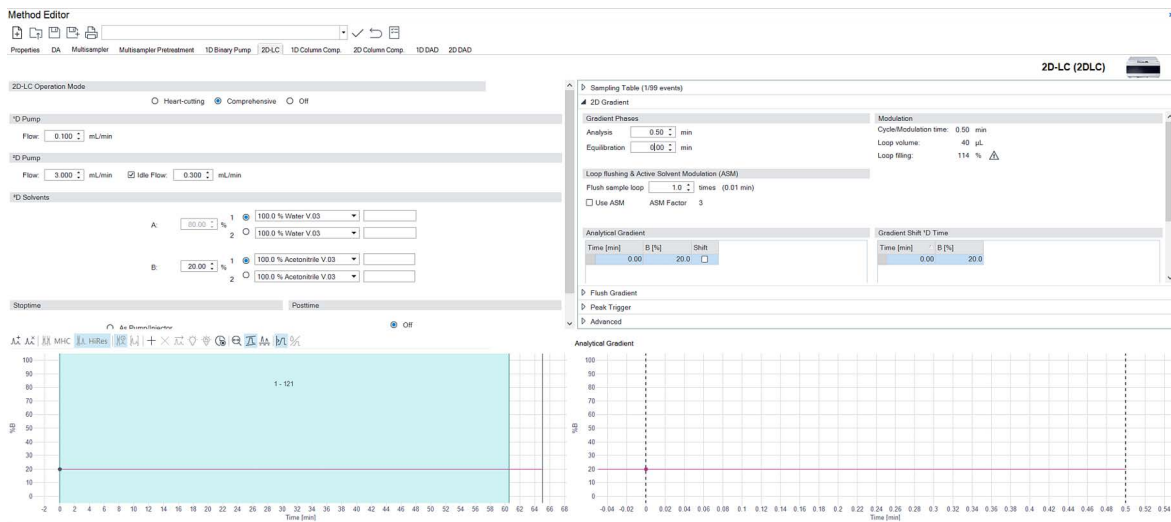 Method Editor
Properties DA Multisampler Multisampler Pretreatment 1D Binary Pump 2D-LC 1D Column Comp. 2D Column Comp. 1D DAD 2D DAD
2D-LC (2DLC)
2D-LC Operation Mode
Heart-cutting Comprehensive Off
¹D Pump
Flow: 0.100 mL/min
²D Pump
Flow: 3.000 mL/min Idle Flow: 0.300 mL/min
²D Solvents
A: 80.00 % 1 100.0 % Water V.03
2 100.0 % Water V.03
B: 20.00 % 1 100.0 % Acetonitrile V.03
2 100.0 % Acetonitrile V.03
Stoptime Posttime
As Pump/Injector Off
Sampling Table (1/99 events)
2D Gradient
Gradient Phases Modulation
Analysis 0.50 min Cycle/Modulation time: 0.50 min
Equilibration 0.00 min Loop volume: 40 µL
Loop filling: 114 %
Loop flushing & Active Solvent Modulation (ASM)
Flush sample loop 1.0 times (0.01 min)
Use ASM ASM Factor 3
Analytical Gradient Gradient Shift ¹D Time
Time [min] B [%] Shift Time [min] B [%]
0.00 20.0 0.00 20.0
Flush Gradient
Peak Trigger
Advanced
MHC HiRes
1 - 121
%B
100
90
80
70
60
50
40
30
20
10
0
-2 0 2 4 6 8 10 12 14 16 18 20 22 24 26 28 30 32 34 36 38 40 42 44 46 48 50 52 54 56 58 60 62 64 66 68
Time [min]
Analytical Gradient
%B
100
90
80
70
60
50
40
30
20
10
0
-0.04 -0.02 0 0.02 0.04 0.06 0.08 0.1 0.12 0.14 0.16 0.18 0.2 0.22 0.24 0.26 0.28 0.3 0.32 0.34 0.36 0.38 0.4 0.42 0.44 0.46 0.48 0.5 0.52 0.54
Time [min]